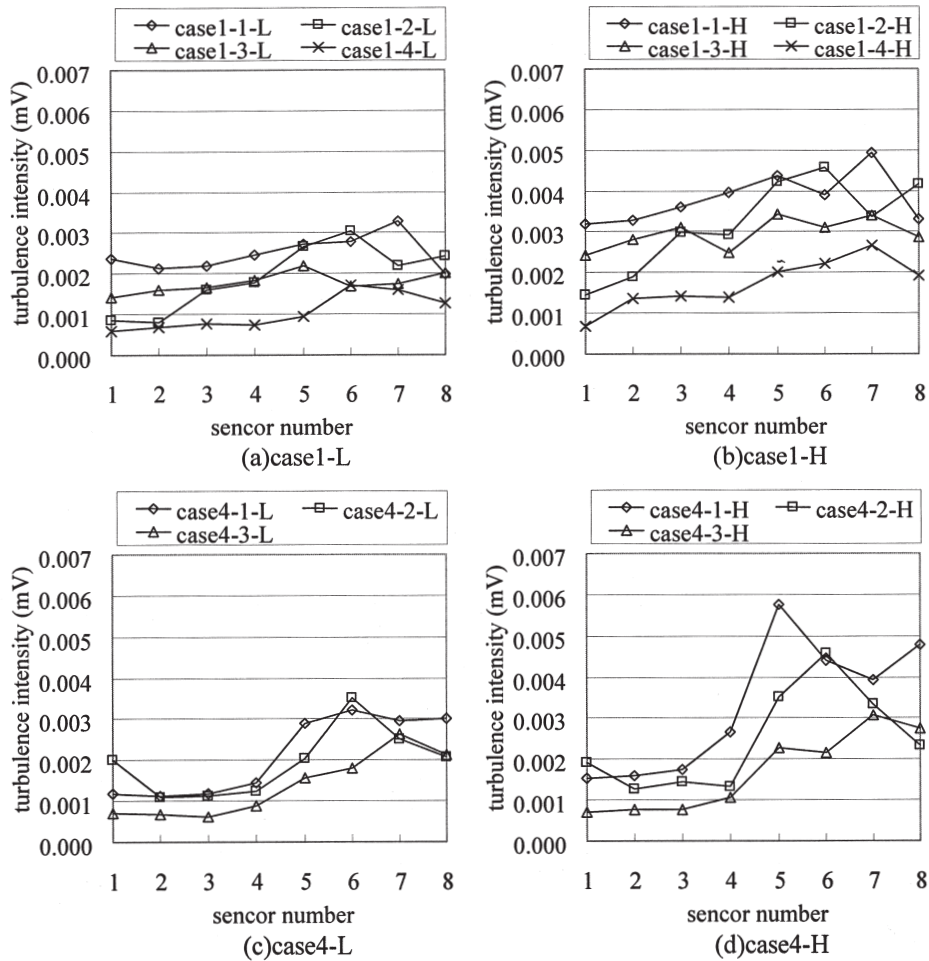 case1-1-L case1-2-L
case1-3-L case1-4-L
0.007
0.006
0.005
0.004
0.003
0.002
0.001
0.000
turbulence intensity (mV)
1 2 3 4 5 6 7 8
sencor number
(a)case1-L
case1-1-H case1-2-H
case1-3-H case1-4-H
0.007
0.006
0.005
0.004
0.003
0.002
0.001
0.000
turbulence intensity (mV)
1 2 3 4 5 6 7 8
sencor number
(b)case1-H
case4-1-L case4-2-L
case4-3-L
0.007
0.006
0.005
0.004
0.003
0.002
0.001
0.000
turbulence intensity (mV)
1 2 3 4 5 6 7 8
sencor number
(c)case4-L
case4-1-H case4-2-H
case4-3-H
0.007
0.006
0.005
0.004
0.003
0.002
0.001
0.000
turbulence intensity (mV)
1 2 3 4 5 6 7 8
sencor number
(d)case4-H